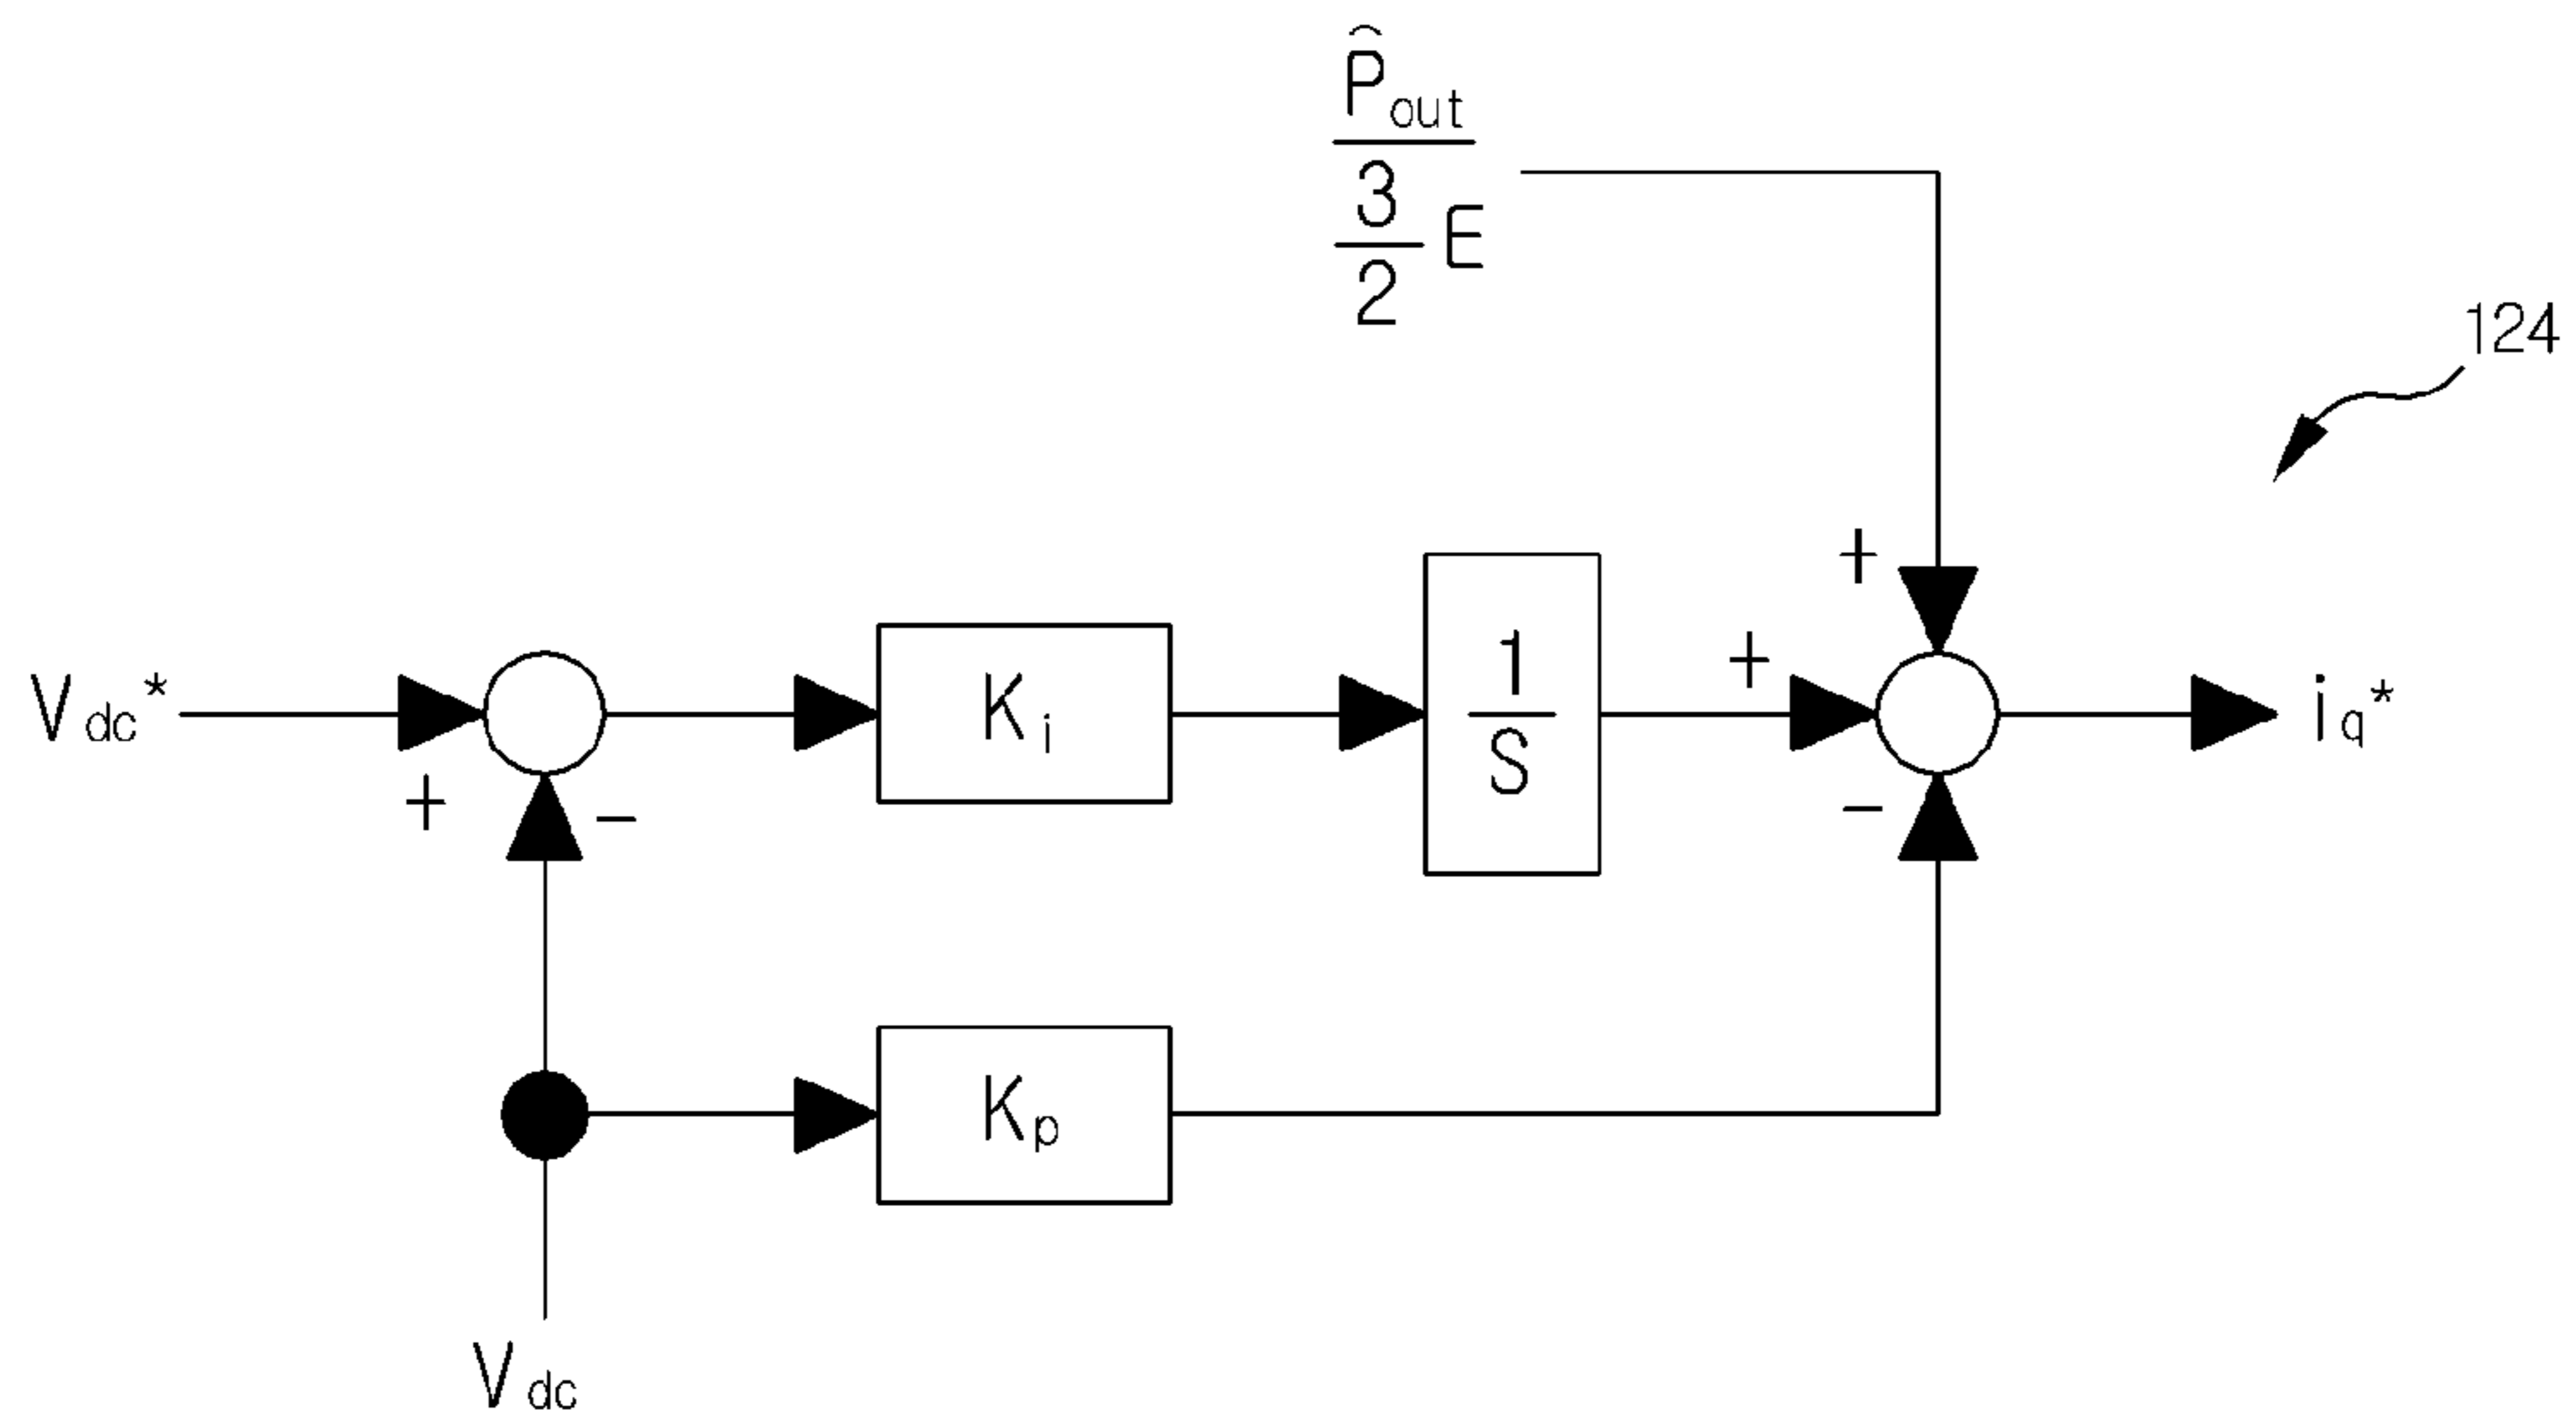 P̂out
3
2
E
124
+
Vdc*
+
-
Ki
1
S
+
-
iq*
Kp
Vdc